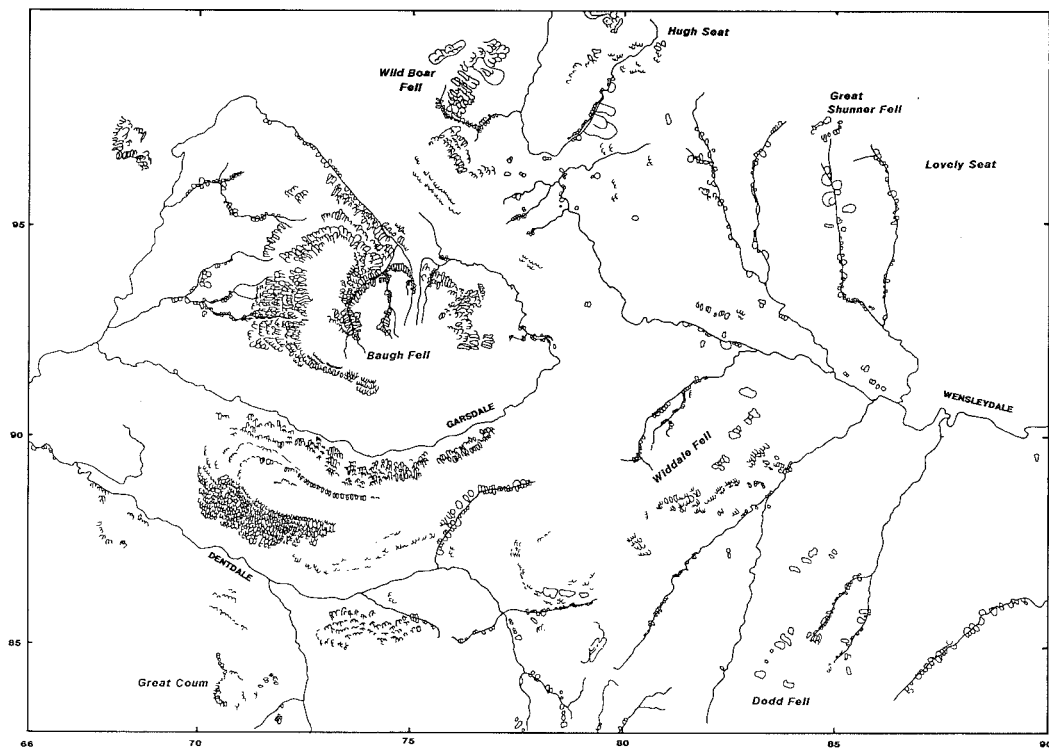 Hugh Seat
Wild Boar
Fell
Great
Shunner Fell
Lovely Seat
95
Baugh Fell
WENSLEYDALE
GARSDALE
90
Widdale Fell
DENTDALE
85
Great Coum
Dodd Fell
66
70
75
80
85
90